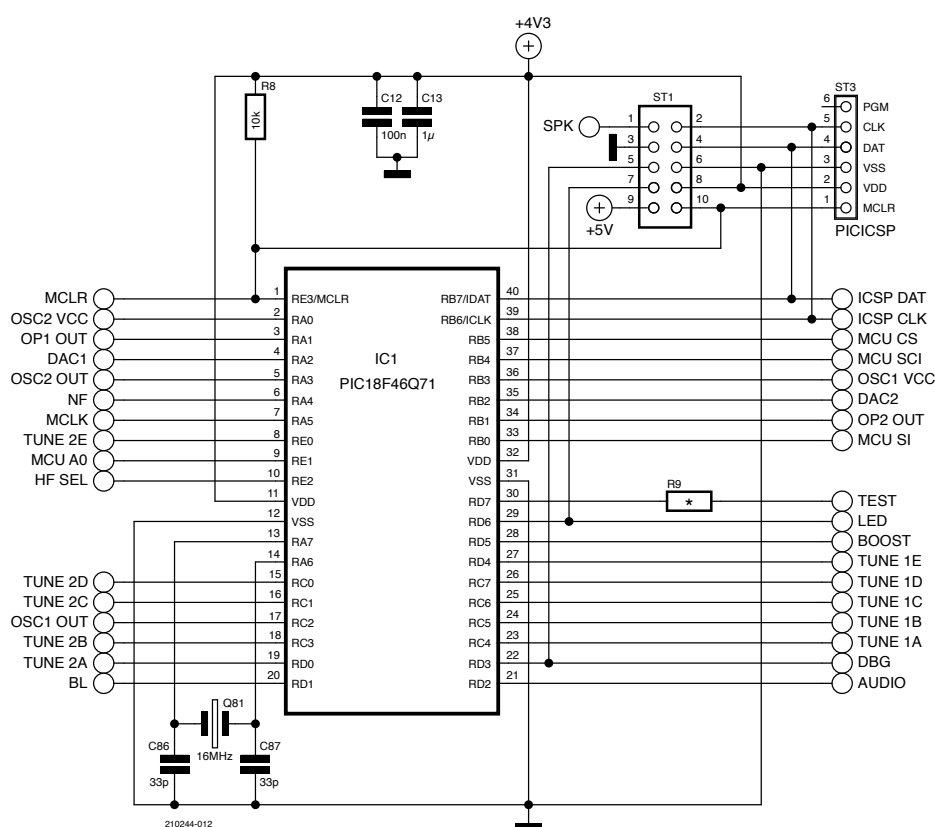 +4V3
R8
10k
C12
100n
C13
1µ
ST1
SPK
1
2
3
4
5
6
7
8
9
10
+5V
ST3
6 PGM
5 CLK
4 DAT
3 VSS
2 VDD
1 MCLR
PICICSP
IC1
PIC18F46Q71
MCLR 1 RE3/MCLR
OSC2 VCC 2 RA0
OP1 OUT 3 RA1
DAC1 4 RA2
OSC2 OUT 5 RA3
NF 6 RA4
MCLK 7 RA5
TUNE 2E 8 RE0
MCU A0 9 RE1
HF SEL 10 RE2
11 VDD
12 VSS
13 RA7
14 RA6
TUNE 2D 15 RC0
TUNE 2C 16 RC1
OSC1 OUT 17 RC2
TUNE 2B 18 RC3
TUNE 2A 19 RD0
BL 20 RD1
RB7/IDAT 40 ICSP DAT
RB6/ICLK 39 ICSP CLK
RB5 38 MCU CS
RB4 37 MCU SCI
RB3 36 OSC1 VCC
RB2 35 DAC2
RB1 34 OP2 OUT
RB0 33 MCU SI
VDD 32
VSS 31
RD7 30 R9 * TEST
RD6 29 LED
RD5 28 BOOST
RD4 27 TUNE 1E
RC7 26 TUNE 1D
RC6 25 TUNE 1C
RC5 24 TUNE 1B
RC4 23 TUNE 1A
RD3 22 DBG
RD2 21 AUDIO
Q81
16MHz
C86
33p
C87
33p
210244-012